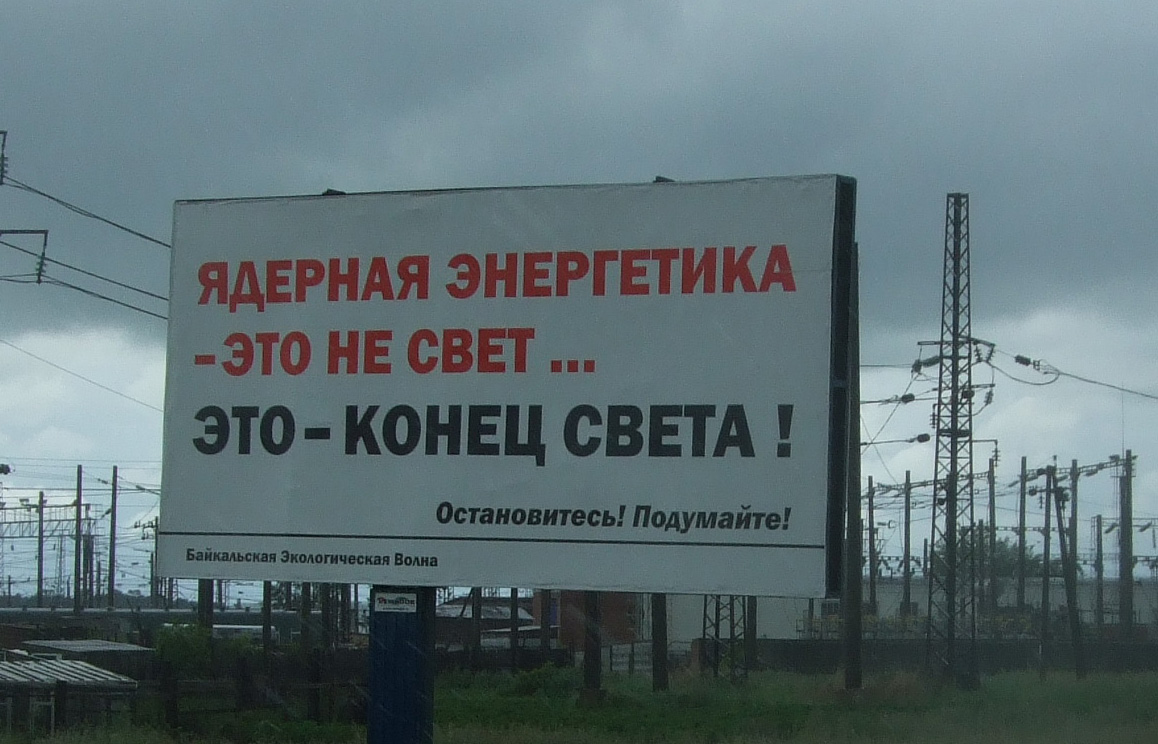 ЯДЕРНАЯ ЭНЕРГЕТИКА
-ЭТО НЕ СВЕТ ...
ЭТО - КОНЕЦ СВЕТА !
Остановитесь! Подумайте!
Байкальская Экологическая Волна